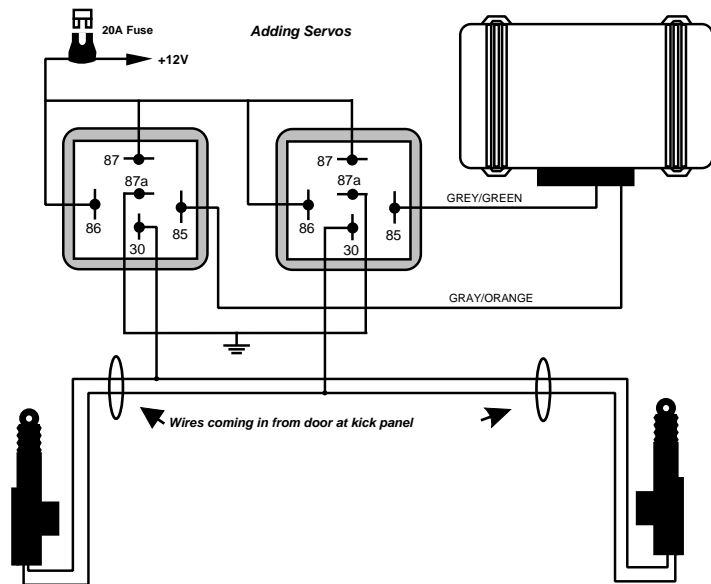 20A Fuse
Adding Servos
+12V
87
87a
86
85
30
87
87a
86
85
30
GREY/GREEN
GRAY/ORANGE
Wires coming in from door at kick panel